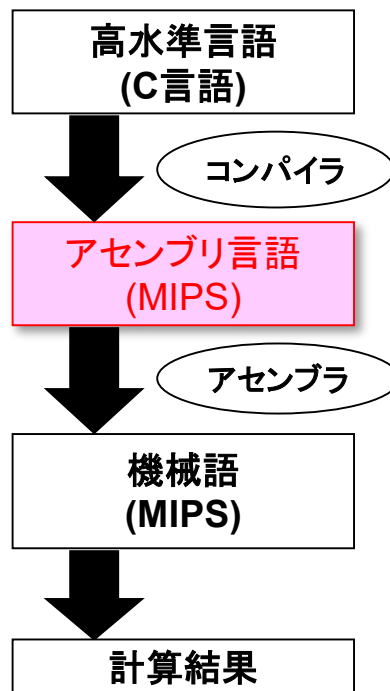 高水準言語
(C言語)
コンパイラ
アセンブリ言語
(MIPS)
アセンブラ
機械語
(MIPS)
計算結果